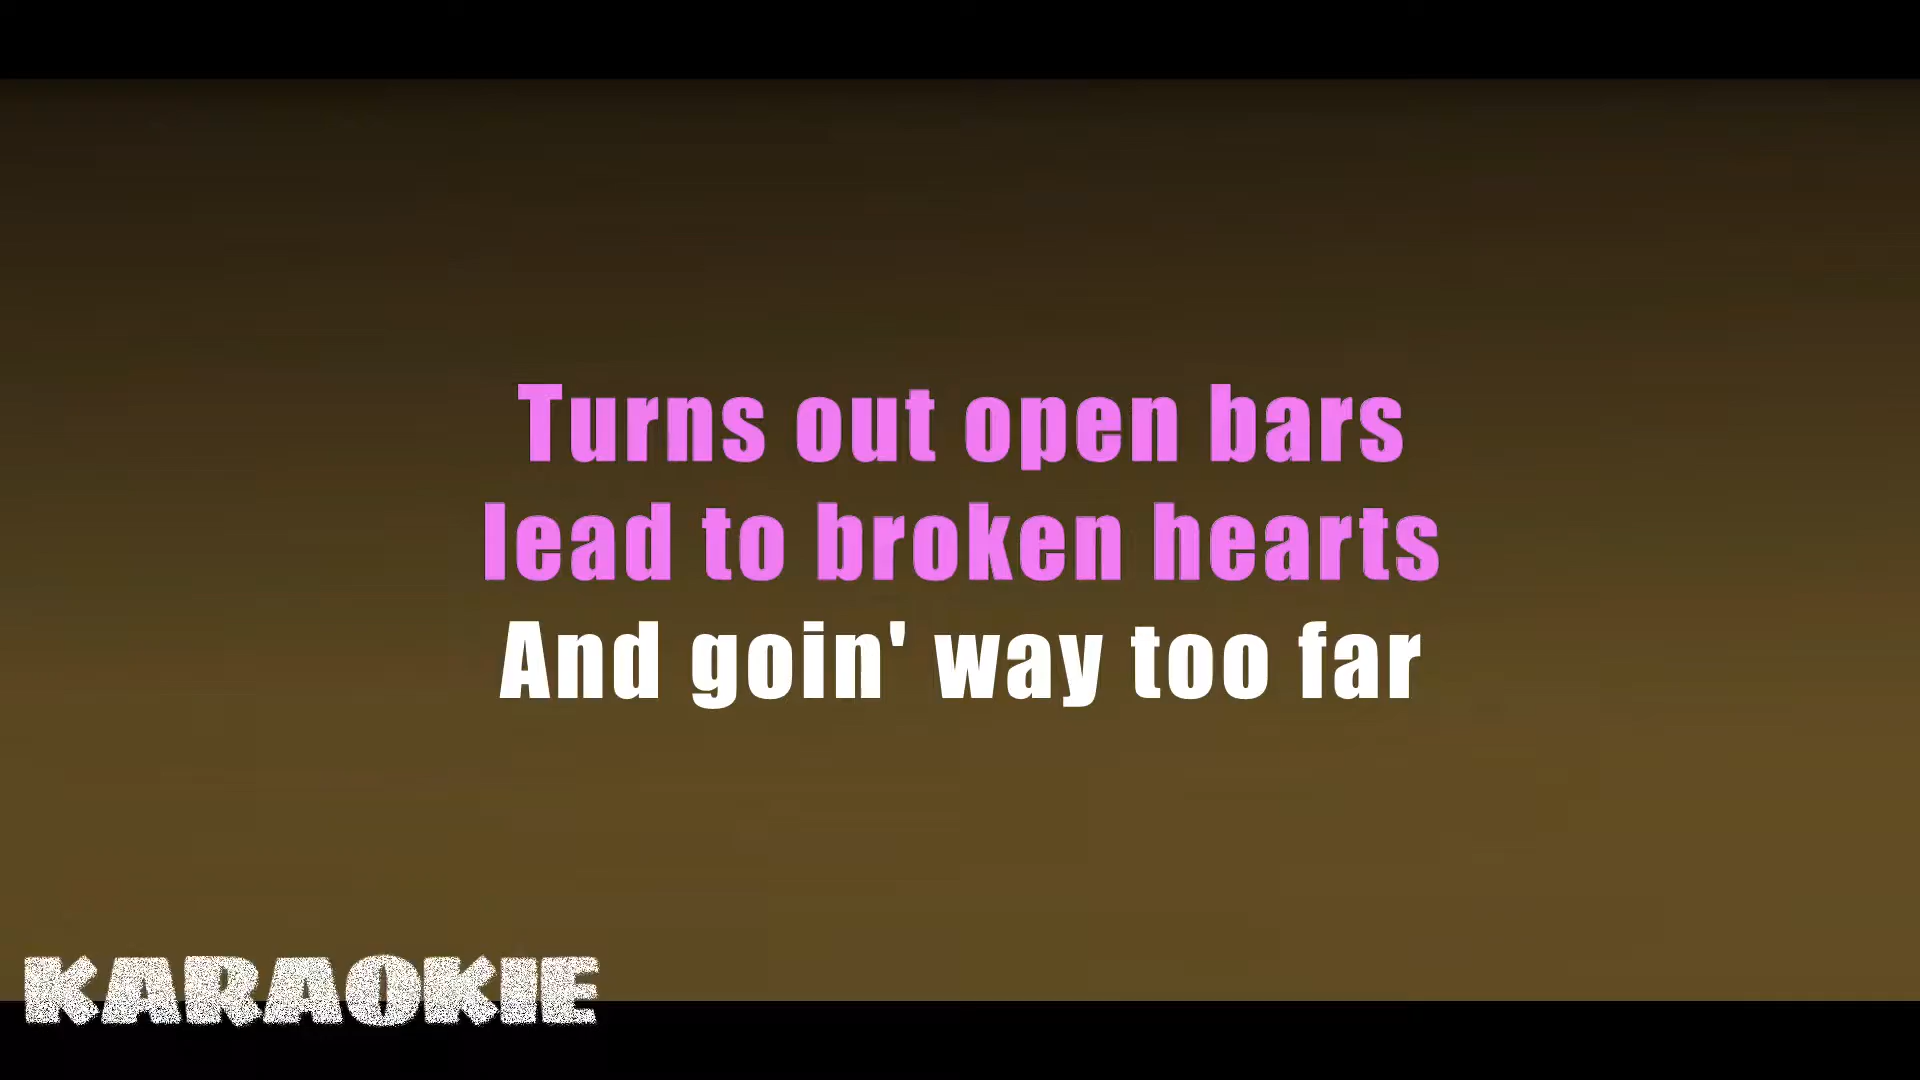 Turns out open bars
lead to broken hearts
And goin' way too far
KARAOKIE